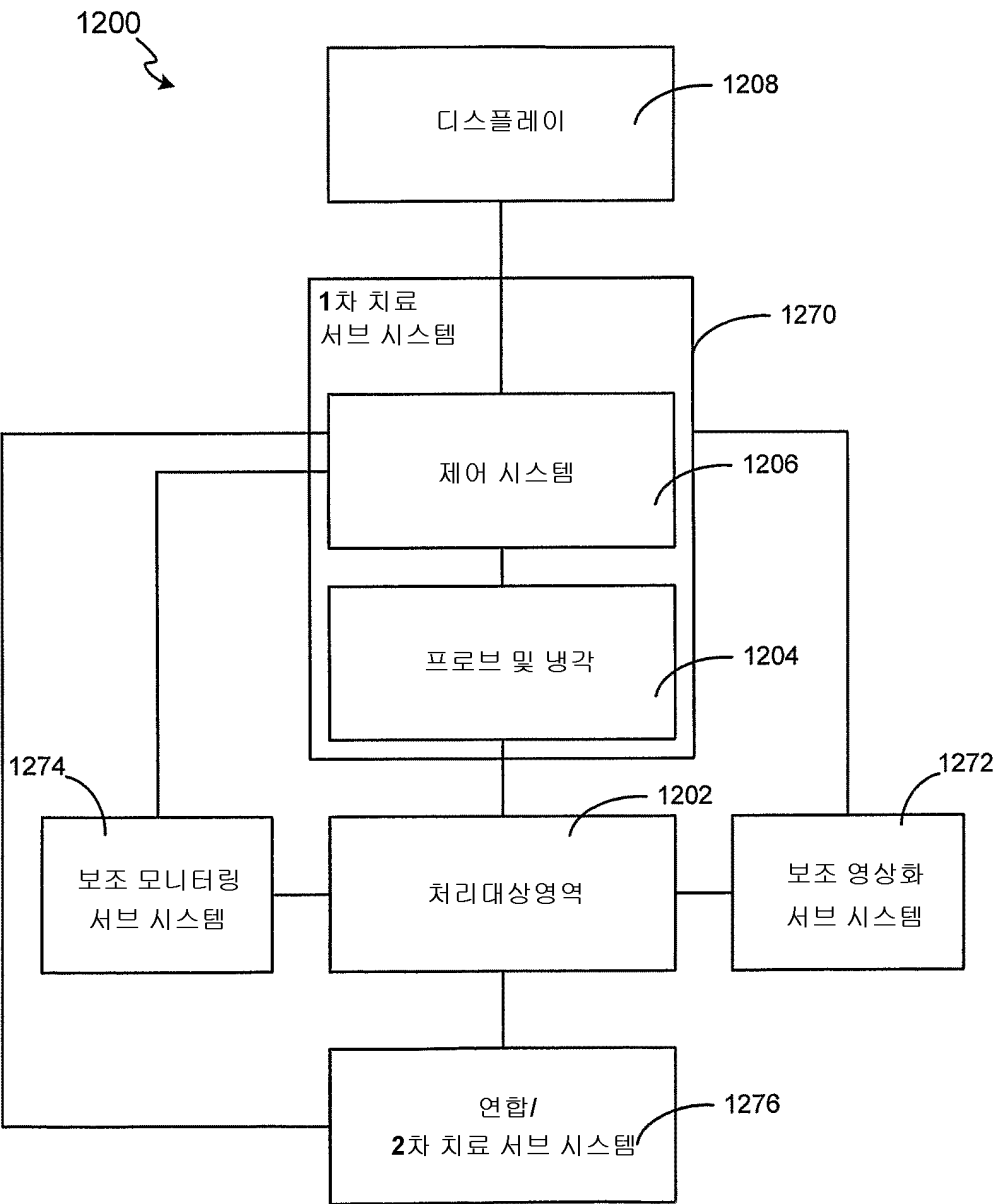 1200
디스플레이
1208
1차 치료
서브 시스템
1270
제어 시스템
1206
프로브 및 냉각
1204
1274
보조 모니터링
서브 시스템
1202
처리대상영역
1272
보조 영상화
서브 시스템
연합/
2차 치료 서브 시스템
1276